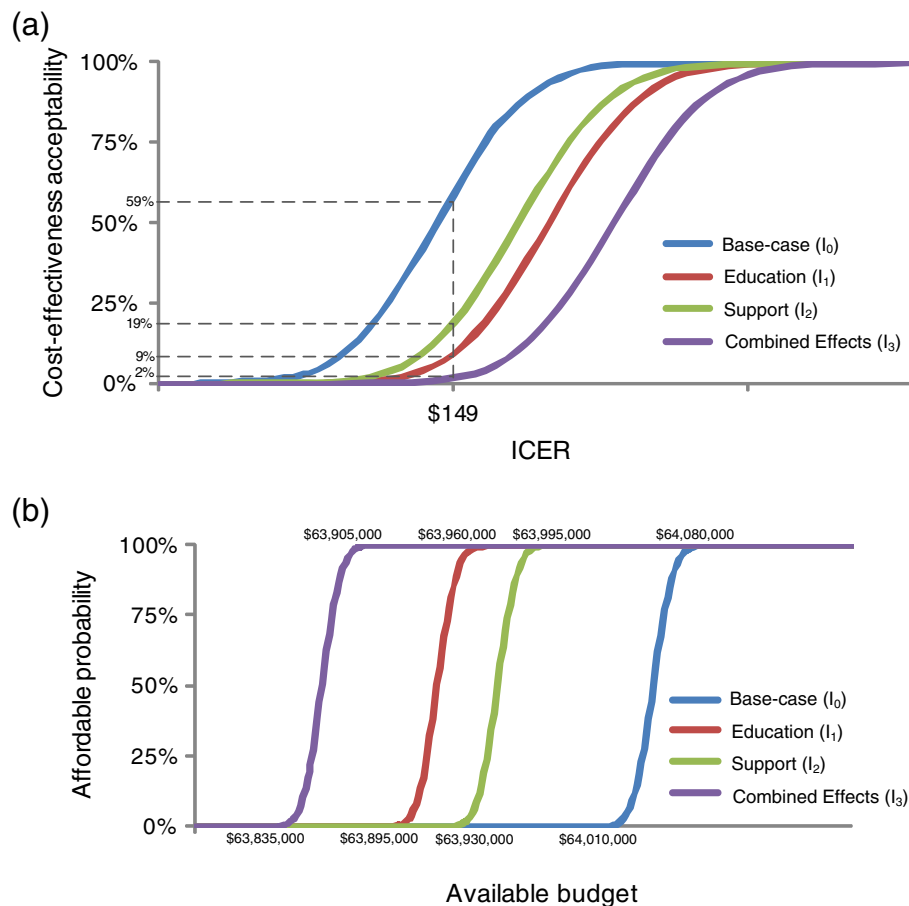 (a)
Cost-effectiveness acceptability
100%
75%
59%
50%
25%
19%
9%
2%
0%
Base-case (I₀)
Education (I₁)
Support (I₂)
Combined Effects (I₃)
$149
ICER
(b)
Affordable probability
$63,905,000 $63,960,000 $63,995,000 $64,080,000
100%
75%
50%
25%
0%
Base-case (I₀)
Education (I₁)
Support (I₂)
Combined Effects (I₃)
$63,835,000 $63,895,000 $63,930,000 $64,010,000
Available budget